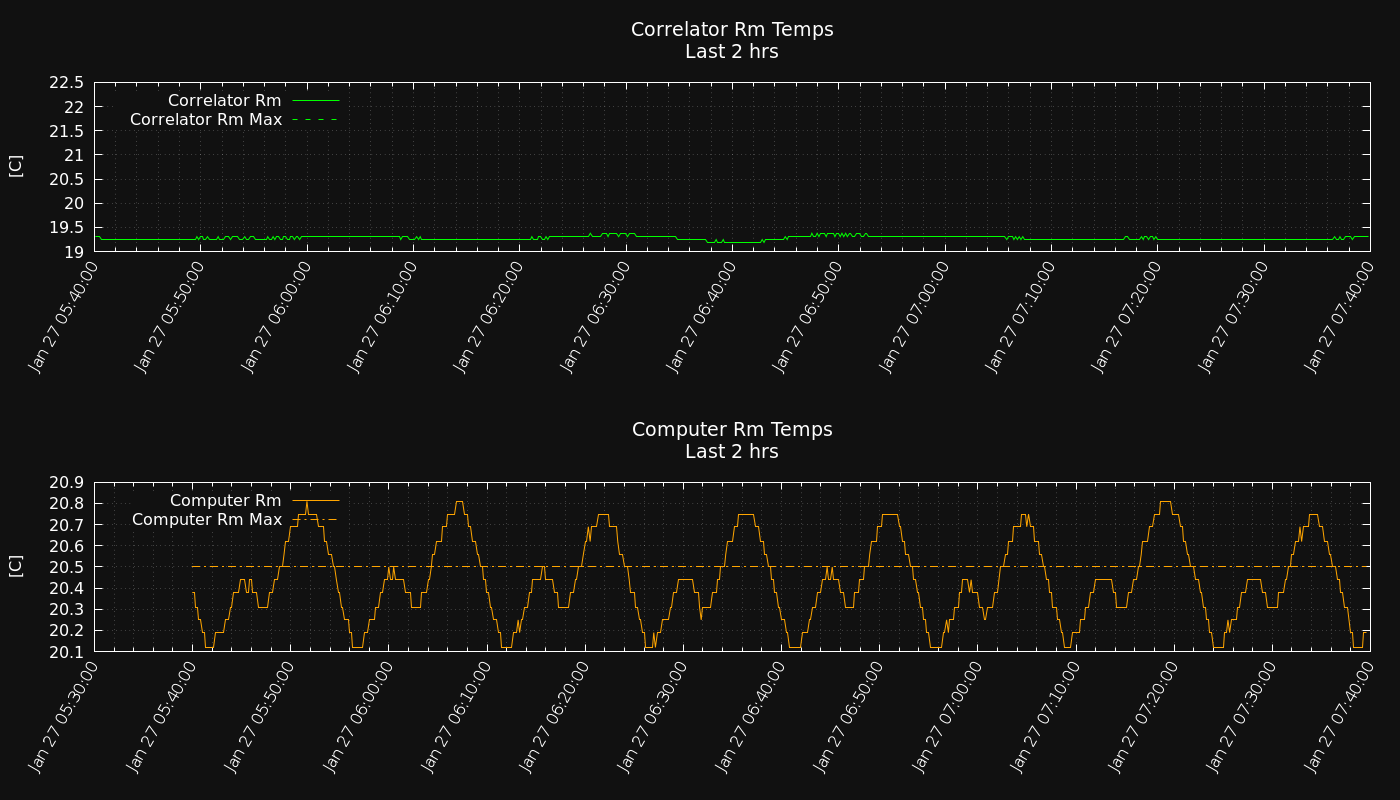 Correlator Rm Temps
Last 2 hrs
22.5
22
21.5
21
20.5
20
19.5
19
[C]
Correlator Rm
Correlator Rm Max
Jan 27 05:40:00
Jan 27 05:50:00
Jan 27 06:00:00
Jan 27 06:10:00
Jan 27 06:20:00
Jan 27 06:30:00
Jan 27 06:40:00
Jan 27 06:50:00
Jan 27 07:00:00
Jan 27 07:10:00
Jan 27 07:20:00
Jan 27 07:30:00
Jan 27 07:40:00
Computer Rm Temps
Last 2 hrs
20.9
20.8
20.7
20.6
20.5
20.4
20.3
20.2
20.1
[C]
Computer Rm
Computer Rm Max
Jan 27 05:30:00
Jan 27 05:40:00
Jan 27 05:50:00
Jan 27 06:00:00
Jan 27 06:10:00
Jan 27 06:20:00
Jan 27 06:30:00
Jan 27 06:40:00
Jan 27 06:50:00
Jan 27 07:00:00
Jan 27 07:10:00
Jan 27 07:20:00
Jan 27 07:30:00
Jan 27 07:40:00